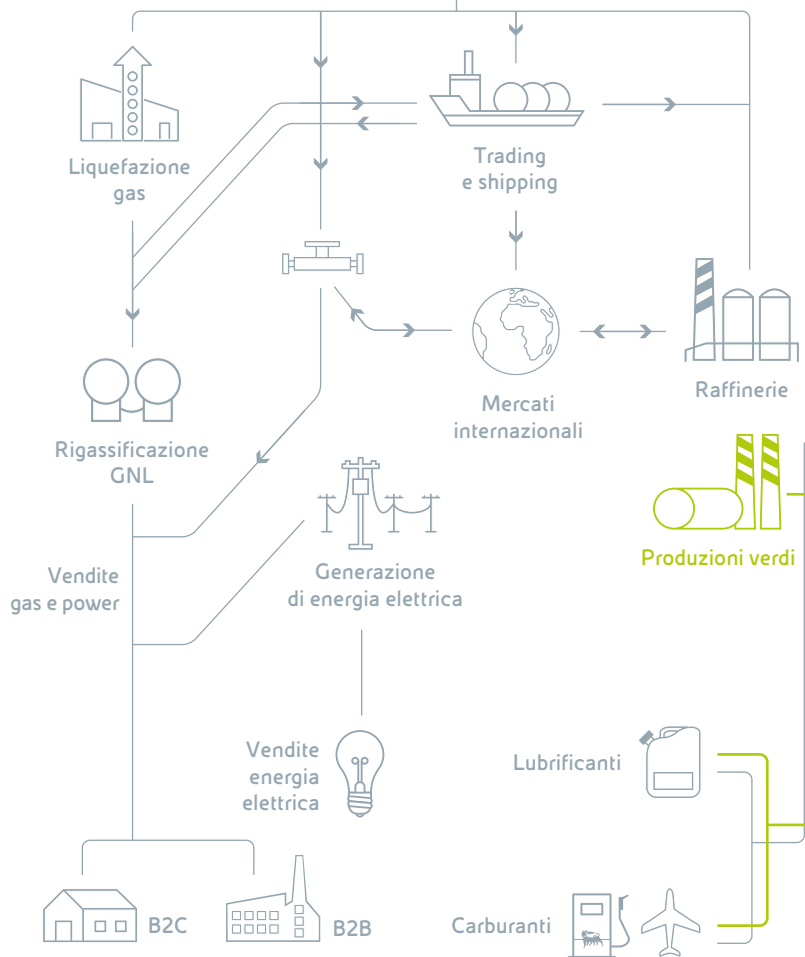 Liquefazione
gas
Trading
e shipping
Mercati
internazionali
Raffinerie
Rigassificazione
GNL
Produzioni verdi
Generazione
di energia elettrica
Vendite
gas e power
Vendite
energia
elettrica
Lubrificanti
B2C
B2B
Carburanti